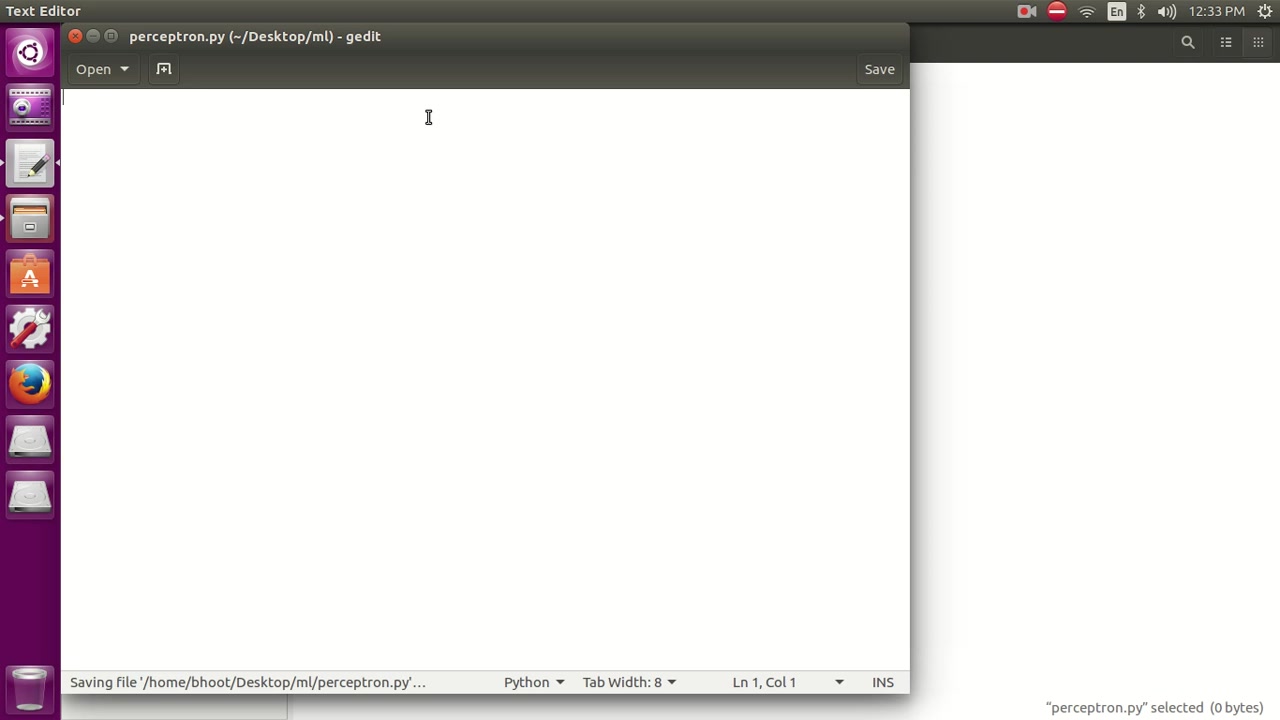 Text Editor
En
12:33 PM
perceptron.py (~/Desktop/ml) - gedit
Open
Save
Saving file '/home/bhoot/Desktop/ml/perceptron.py'…
Python
Tab Width: 8
Ln 1, Col 1
INS
“perceptron.py” selected (0 bytes)